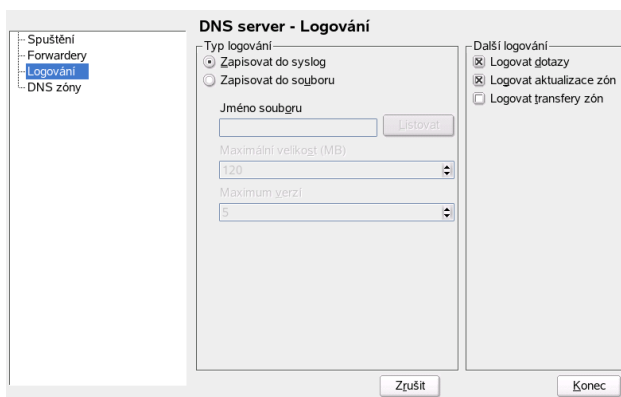 DNS server - Logování
Spuštění
Forwardery
Logování
DNS zóny
Typ logování
Zapisovat do syslog
Zapisovat do souboru
Jméno souboru
Listovat
Maximální velikost (MB)
120
Maximum verzí
5
Další logování
Logovat dotazy
Logovat aktualizace zón
Logovat transfery zón
Zrušit
Konec